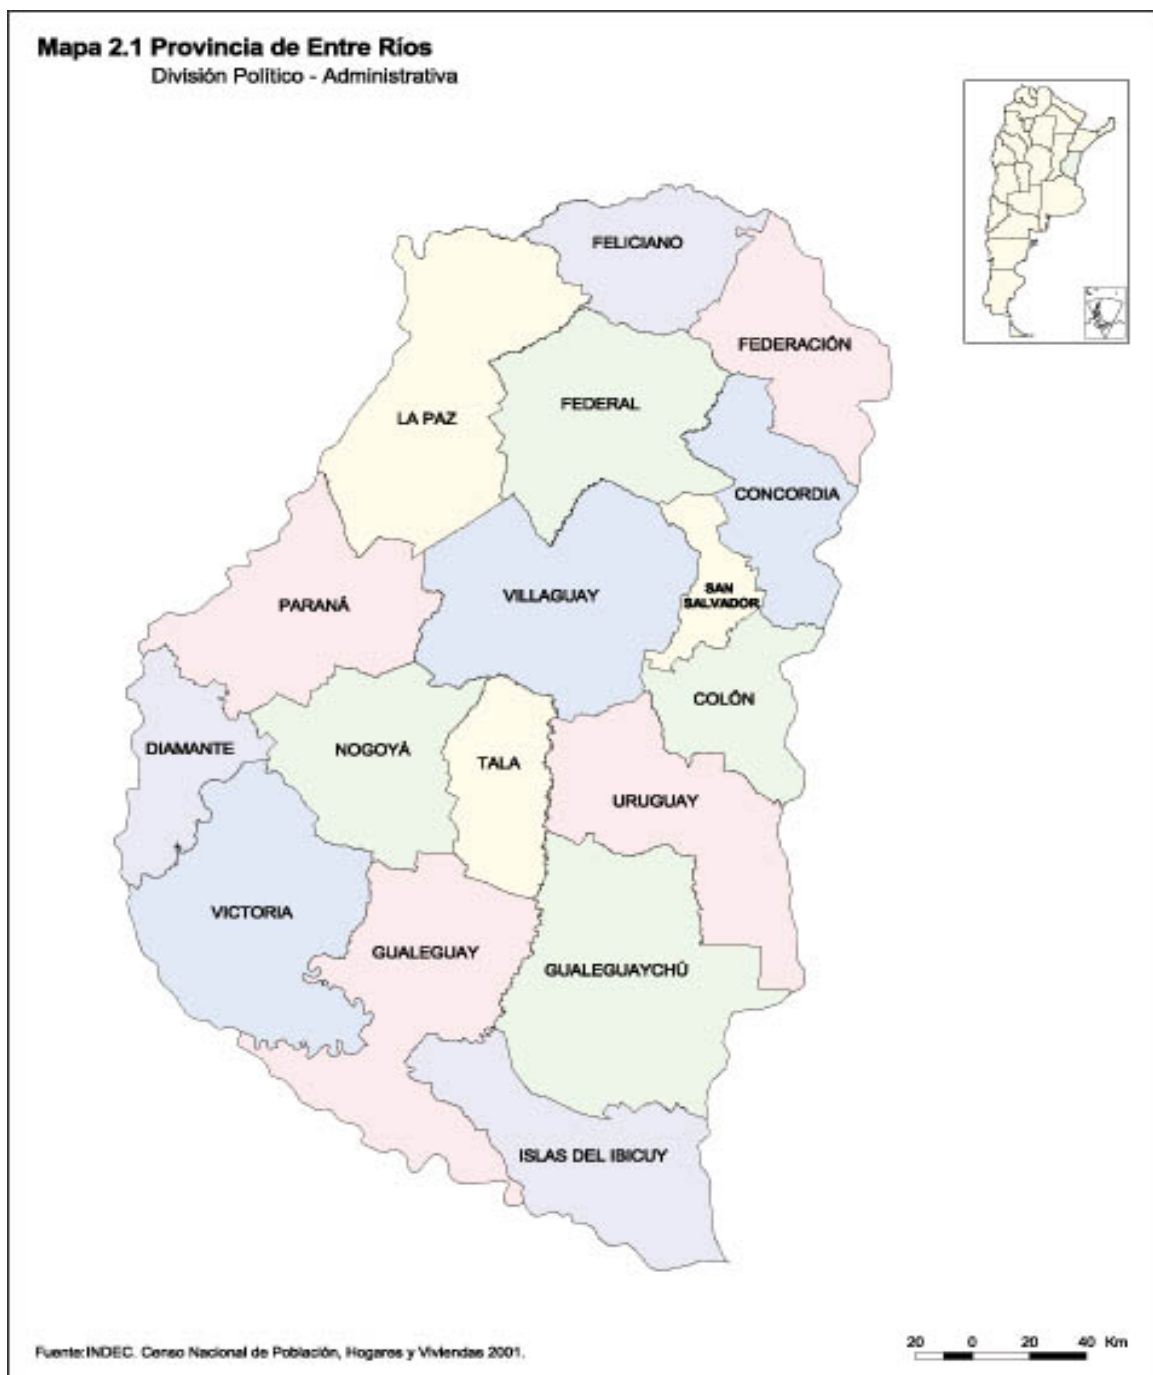 Mapa 2.1 Provincia de Entre Ríos
División Político - Administrativa
FELICIANO
FEDERACIÓN
LA PAZ
FEDERAL
CONCORDIA
VILLAGUAY
SAN
SALVADOR
PARANÁ
COLÓN
DIAMANTE
NOGOYÁ
TALA
URUGUAY
VICTORIA
GUALEGUAY
GUALEGUAYCHÚ
ISLAS DEL IBICUY
20 0 20 40 Km
Fuente:INDEC. Censo Nacional de Población, Hogares y Viviendas 2001.